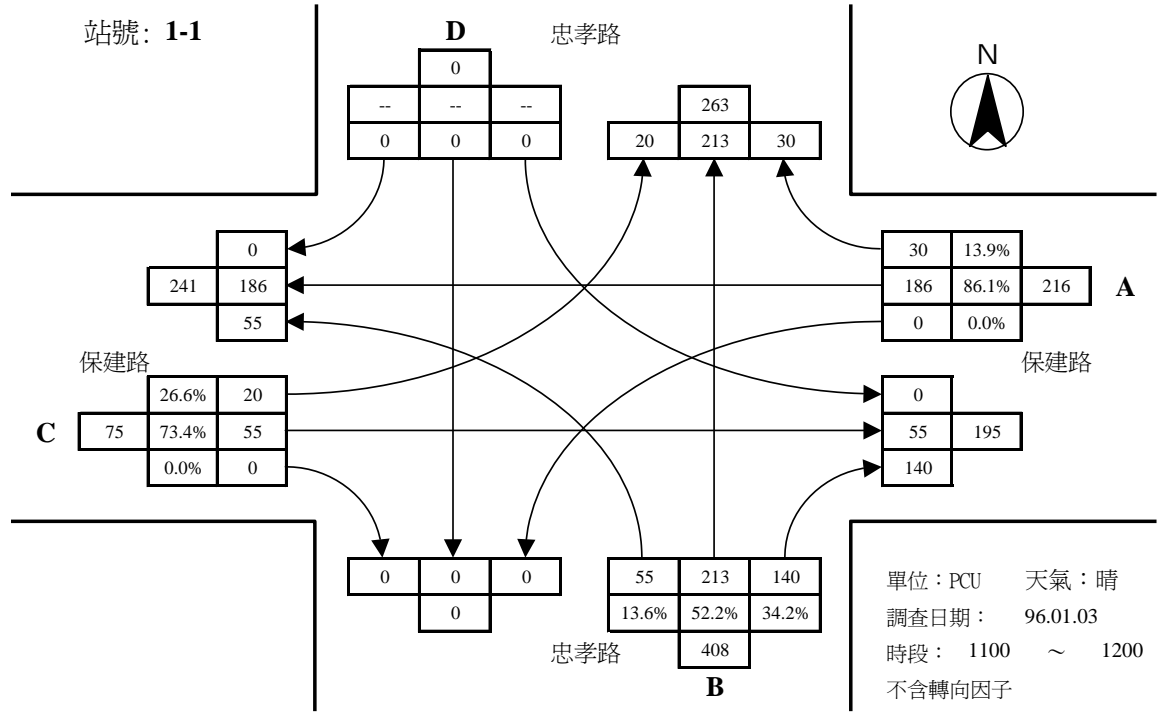 站號: 1-1
D 忠孝路
N
0
-- -- --
263
0 0 0
20 213 30
0
30 13.9%
241 186
186 86.1% 216 A
55
0 0.0%
保建路
保建路
26.6% 20
0
C 75 73.4% 55
55 195
0.0% 0
140
0 0 0
55 213 140
0
13.6% 52.2% 34.2%
忠孝路 408
B
單位：PCU 天氣：晴
調查日期： 96.01.03
時段： 1100 ～ 1200
不含轉向因子